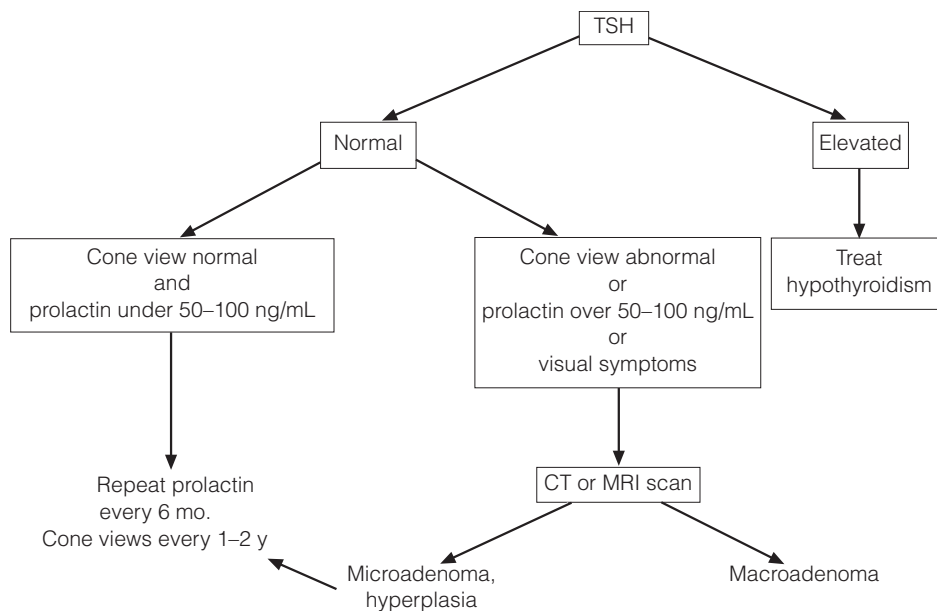 TSH
Normal
Elevated
Cone view normal
and
prolactin under 50–100 ng/mL
Cone view abnormal
or
prolactin over 50–100 ng/mL
or
visual symptoms
Treat
hypothyroidism
Repeat prolactin
every 6 mo.
Cone views every 1–2 y
CT or MRI scan
Microadenoma,
hyperplasia
Macroadenoma